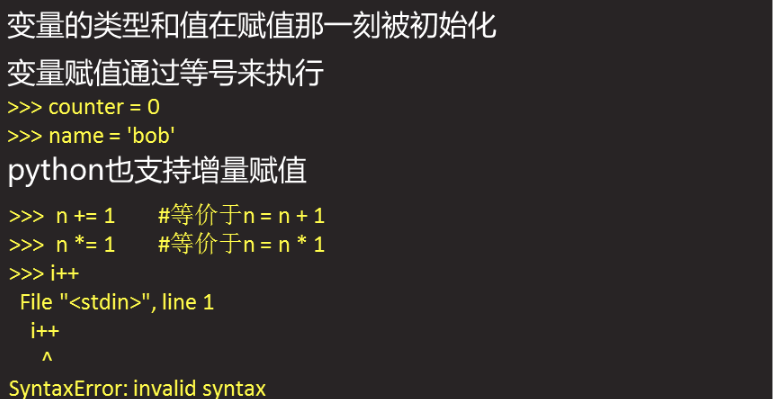 变量的类型和值在赋值那一刻被初始化
变量赋值通过等号来执行
>>> counter = 0
>>> name = 'bob'
python也支持增量赋值
>>>  n += 1      #等价于n = n + 1
>>>  n *= 1      #等价于n = n * 1
>>> i++
  File "<stdin>", line 1
    i++
      ^
SyntaxError: invalid syntax